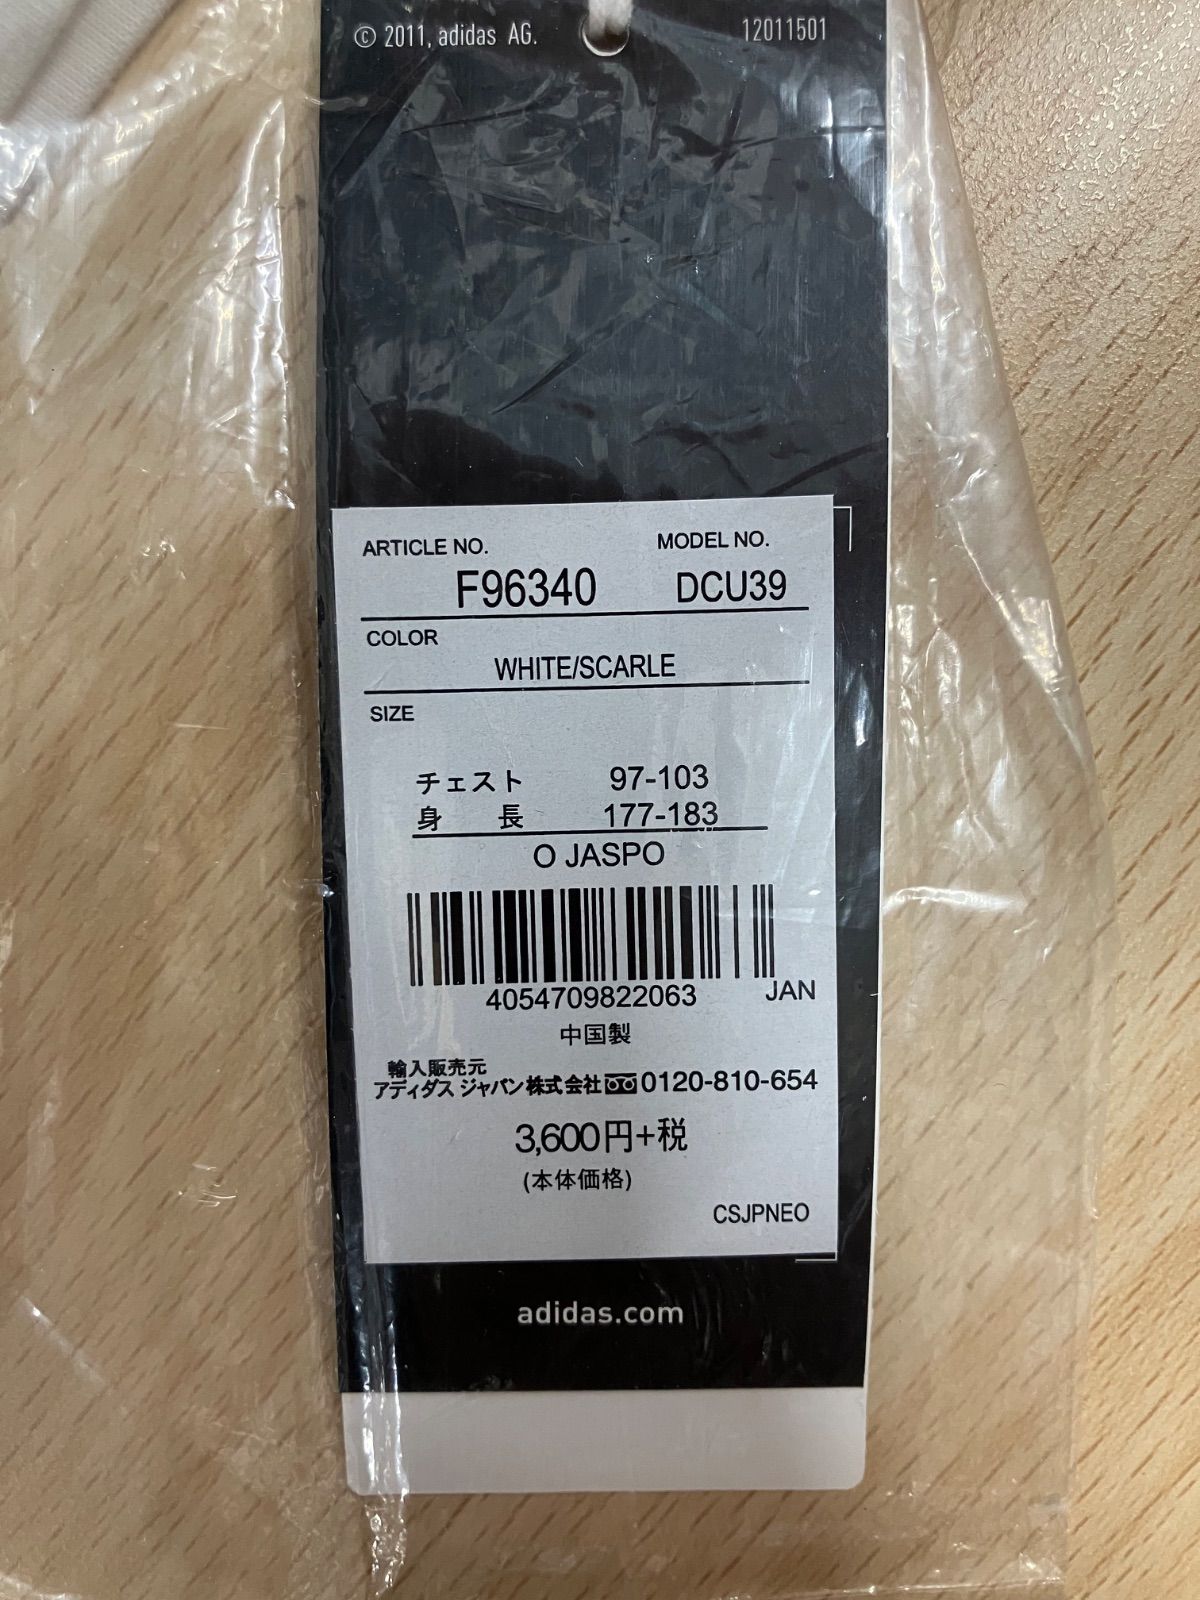 © 2011, adidas AG. 12011501
ARTICLE NO. MODEL NO.
F96340 DCU39
COLOR
WHITE/SCARLE
SIZE
チェスト 97-103
身 長 177-183
O JASPO
4054709822063 JAN
中国製
輸入販売元
アディダス ジャパン株式会社 0120-810-654
3,600円+税
(本体価格)
CSJPNEO
adidas.com